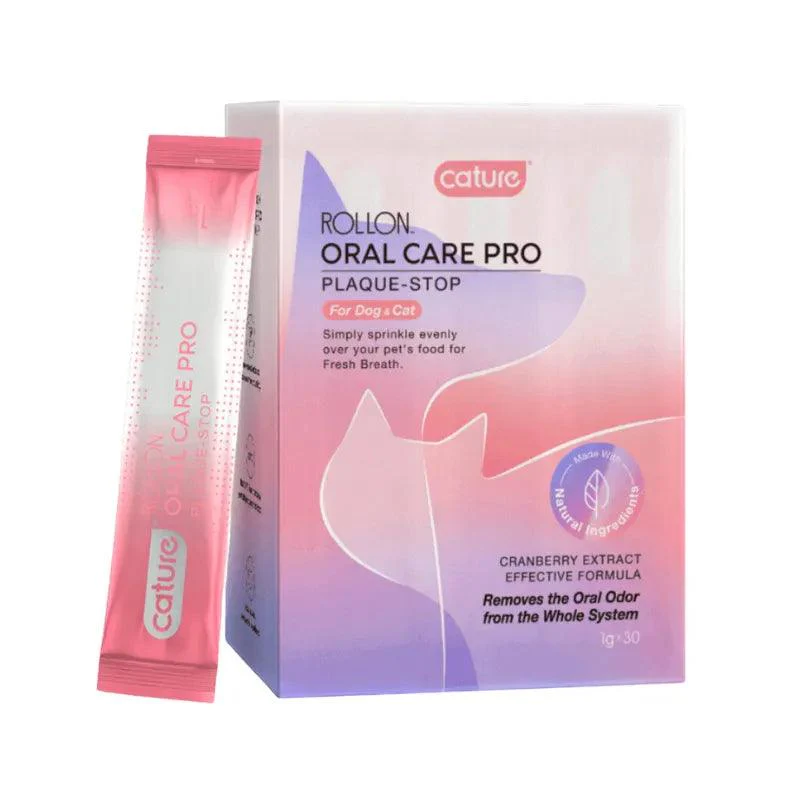 cature
ROLLON™
ORAL CARE PRO
PLAQUE-STOP
For Dog & Cat
Simply sprinkle evenly
over your pet's food for
Fresh Breath.
Made With
Natural Ingredients
CRANBERRY EXTRACT
EFFECTIVE FORMULA
Removes the Oral Odor
from the Whole System
1g×30
cature
ROLLON
ORAL CARE PRO
PLAQUE-STOP